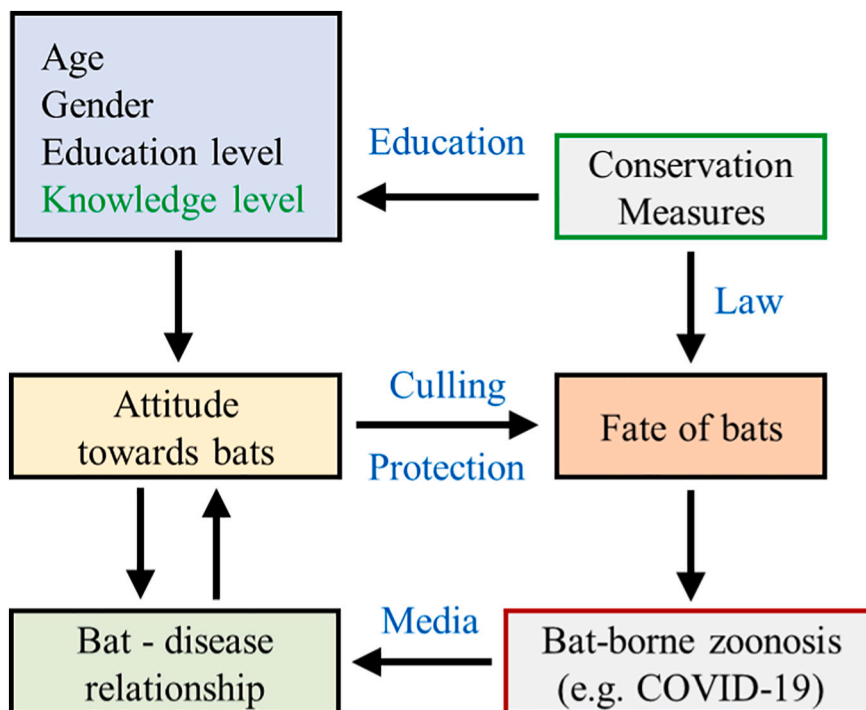 Age
Gender
Education level
Knowledge level
Education
Conservation
Measures
Law
Attitude
towards bats
Culling
Protection
Fate of bats
Bat - disease
relationship
Media
Bat-borne zoonosis
(e.g. COVID-19)